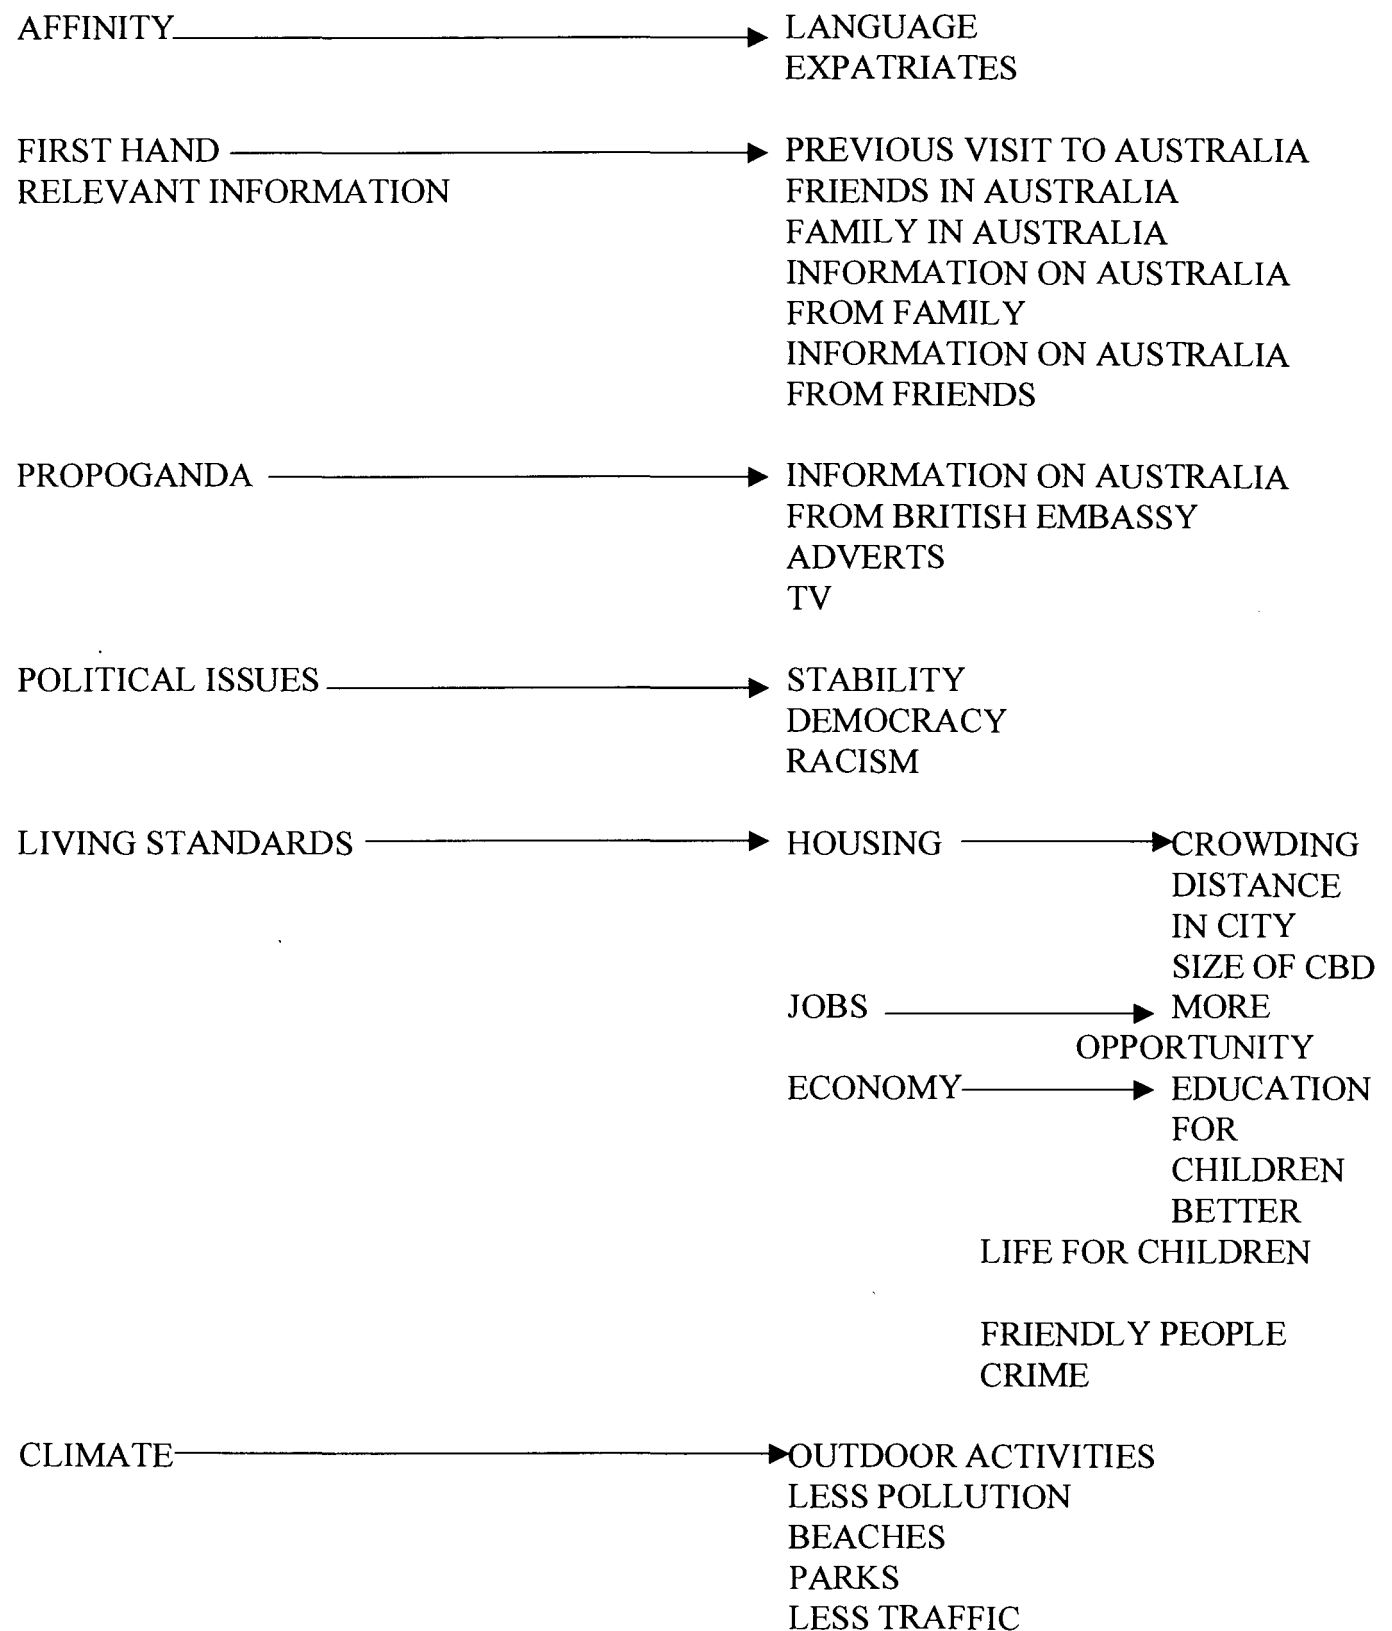 AFFINITY LANGUAGE
EXPATRIATES
FIRST HAND PREVIOUS VISIT TO AUSTRALIA
RELEVANT INFORMATION FRIENDS IN AUSTRALIA
FAMILY IN AUSTRALIA
INFORMATION ON AUSTRALIA
FROM FAMILY
INFORMATION ON AUSTRALIA
FROM FRIENDS
PROPOGANDA INFORMATION ON AUSTRALIA
FROM BRITISH EMBASSY
ADVERTS
TV
POLITICAL ISSUES STABILITY
DEMOCRACY
RACISM
LIVING STANDARDS HOUSING CROWDING
DISTANCE
IN CITY
SIZE OF CBD
JOBS MORE
OPPORTUNITY
ECONOMY EDUCATION
FOR
CHILDREN
BETTER
LIFE FOR CHILDREN
FRIENDLY PEOPLE
CRIME
CLIMATE OUTDOOR ACTIVITIES
LESS POLLUTION
BEACHES
PARKS
LESS TRAFFIC